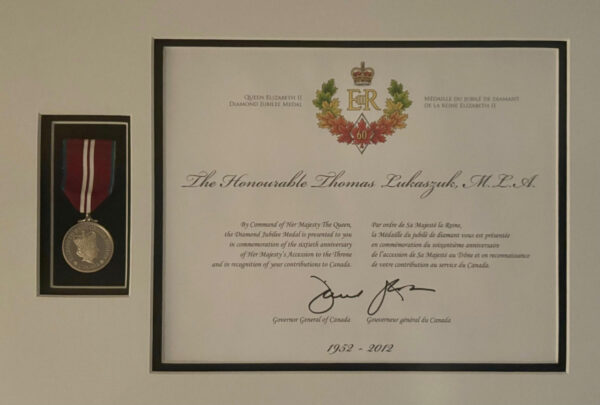 QUEEN ELIZABETH II
DIAMOND JUBILEE MEDAL
EIIR
60
MÉDAILLE DU JUBILÉ DE DIAMANT
DE LA REINE ELIZABETH II
The Honourable Thomas Lukaszuk, M.L.A.
By Command of Her Majesty The Queen,
the Diamond Jubilee Medal is presented to you
in commemoration of the sixtieth anniversary
of Her Majesty's Accession to the Throne
and in recognition of your contributions to Canada.
Par ordre de Sa Majesté la Reine,
la Médaille du jubilé de diamant vous est présentée
en commémoration du soixantième anniversaire
de l'accession de Sa Majesté au Trône et en reconnaissance
de votre contribution au service du Canada.
Governor General of Canada
Gouverneur général du Canada
1952 - 2012